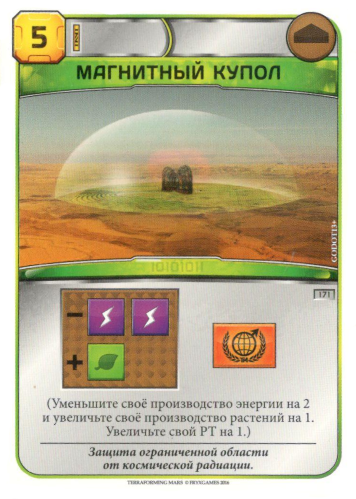 5
МАГНИТНЫЙ КУПОЛ
GODOTI3+
171
(Уменьшите своё производство энергии на 2
и увеличьте своё производство растений на 1.
Увеличьте свой РТ на 1.)
Защита ограниченной области
от космической радиации.
TERRAFORMING MARS © FRYXGAMES 2016